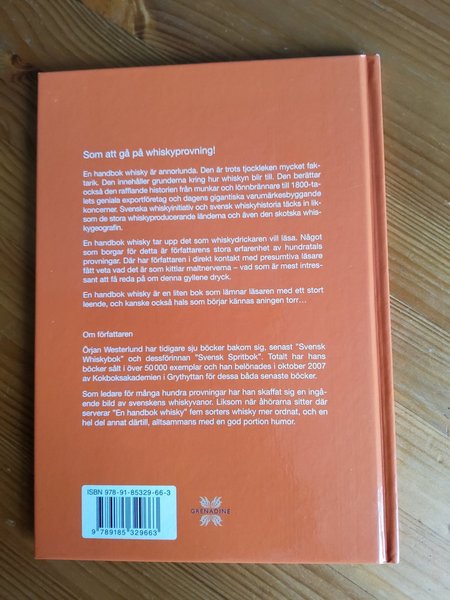 Som att gå på whiskyprovning!
En handbok whisky är annorlunda. Den är trots tjockleken mycket fak-
tarik. Den innehåller grunderna kring hur whiskyn blir till. Den berättar
också den rafflande historien från munkar och lönnbrännare till 1800-ta-
lets geniale exportföretag och dagens gigantiska varumärkesbyggande
koncerner. Svenska whiskyinitiativ och svensk whiskyhistoria täcks in lik-
som de stora whiskyproducerande länderna och även den skotska whis-
kygeografin.
En handbok whisky tar upp det som whiskydrickaren vill läsa. Något
som borgar för detta är författarens stora erfarenhet av hundratals
provningar. Där har författaren i direkt kontakt med presumtiva läsare
fått veta vad det är som kittlar maltnerverna – vad som är mest intres-
sant att få reda på om denna gyllene dryck.
En handbok whisky är en liten bok som lämnar läsaren med ett stort
leende, och kanske också hals som börjar kännas aningen torr...
Om författaren
Örjan Westerlund har tidigare sju böcker bakom sig, senast "Svensk
Whiskybok" och dessförinnan "Svensk Spritbok". Totalt har hans
böcker sålt i över 50 000 exemplar och han belönades i oktober 2007
av Kokboksakademien i Grythyttan för dessa båda senaste böcker.
Som ledare för många hundra provningar har han skaffat sig en ingå-
ende bild av svenskens whiskyvanor. Liksom när åhörarna sitter där
serverar "En handbok whisky" fem sorters whisky mer ordnat, och en
hel del annat därtill, alltsammans med en god portion humor.
ISBN 978-91-85329-66-3
9 789185 329663
GRENADINE